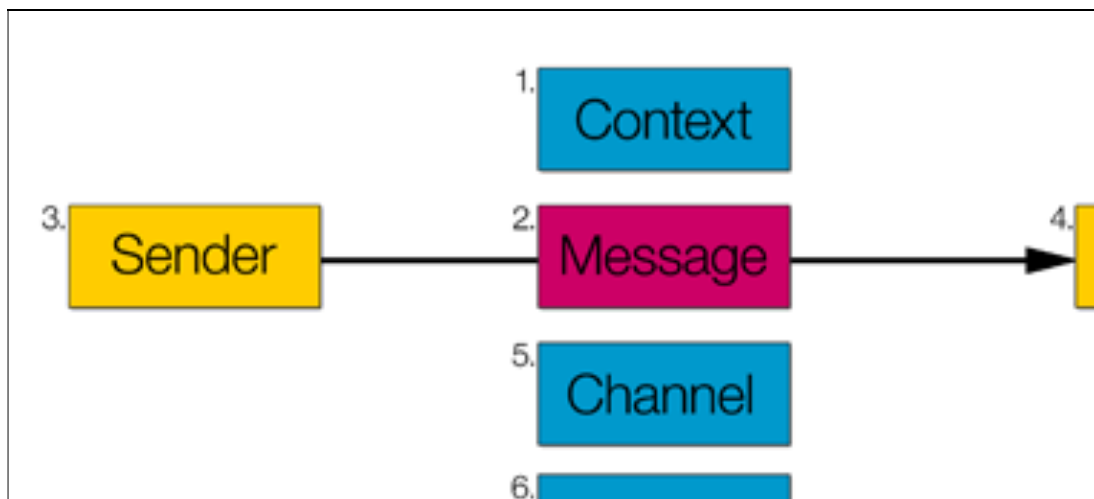 1. Context
3. Sender
2. Message
4.
5. Channel
6.